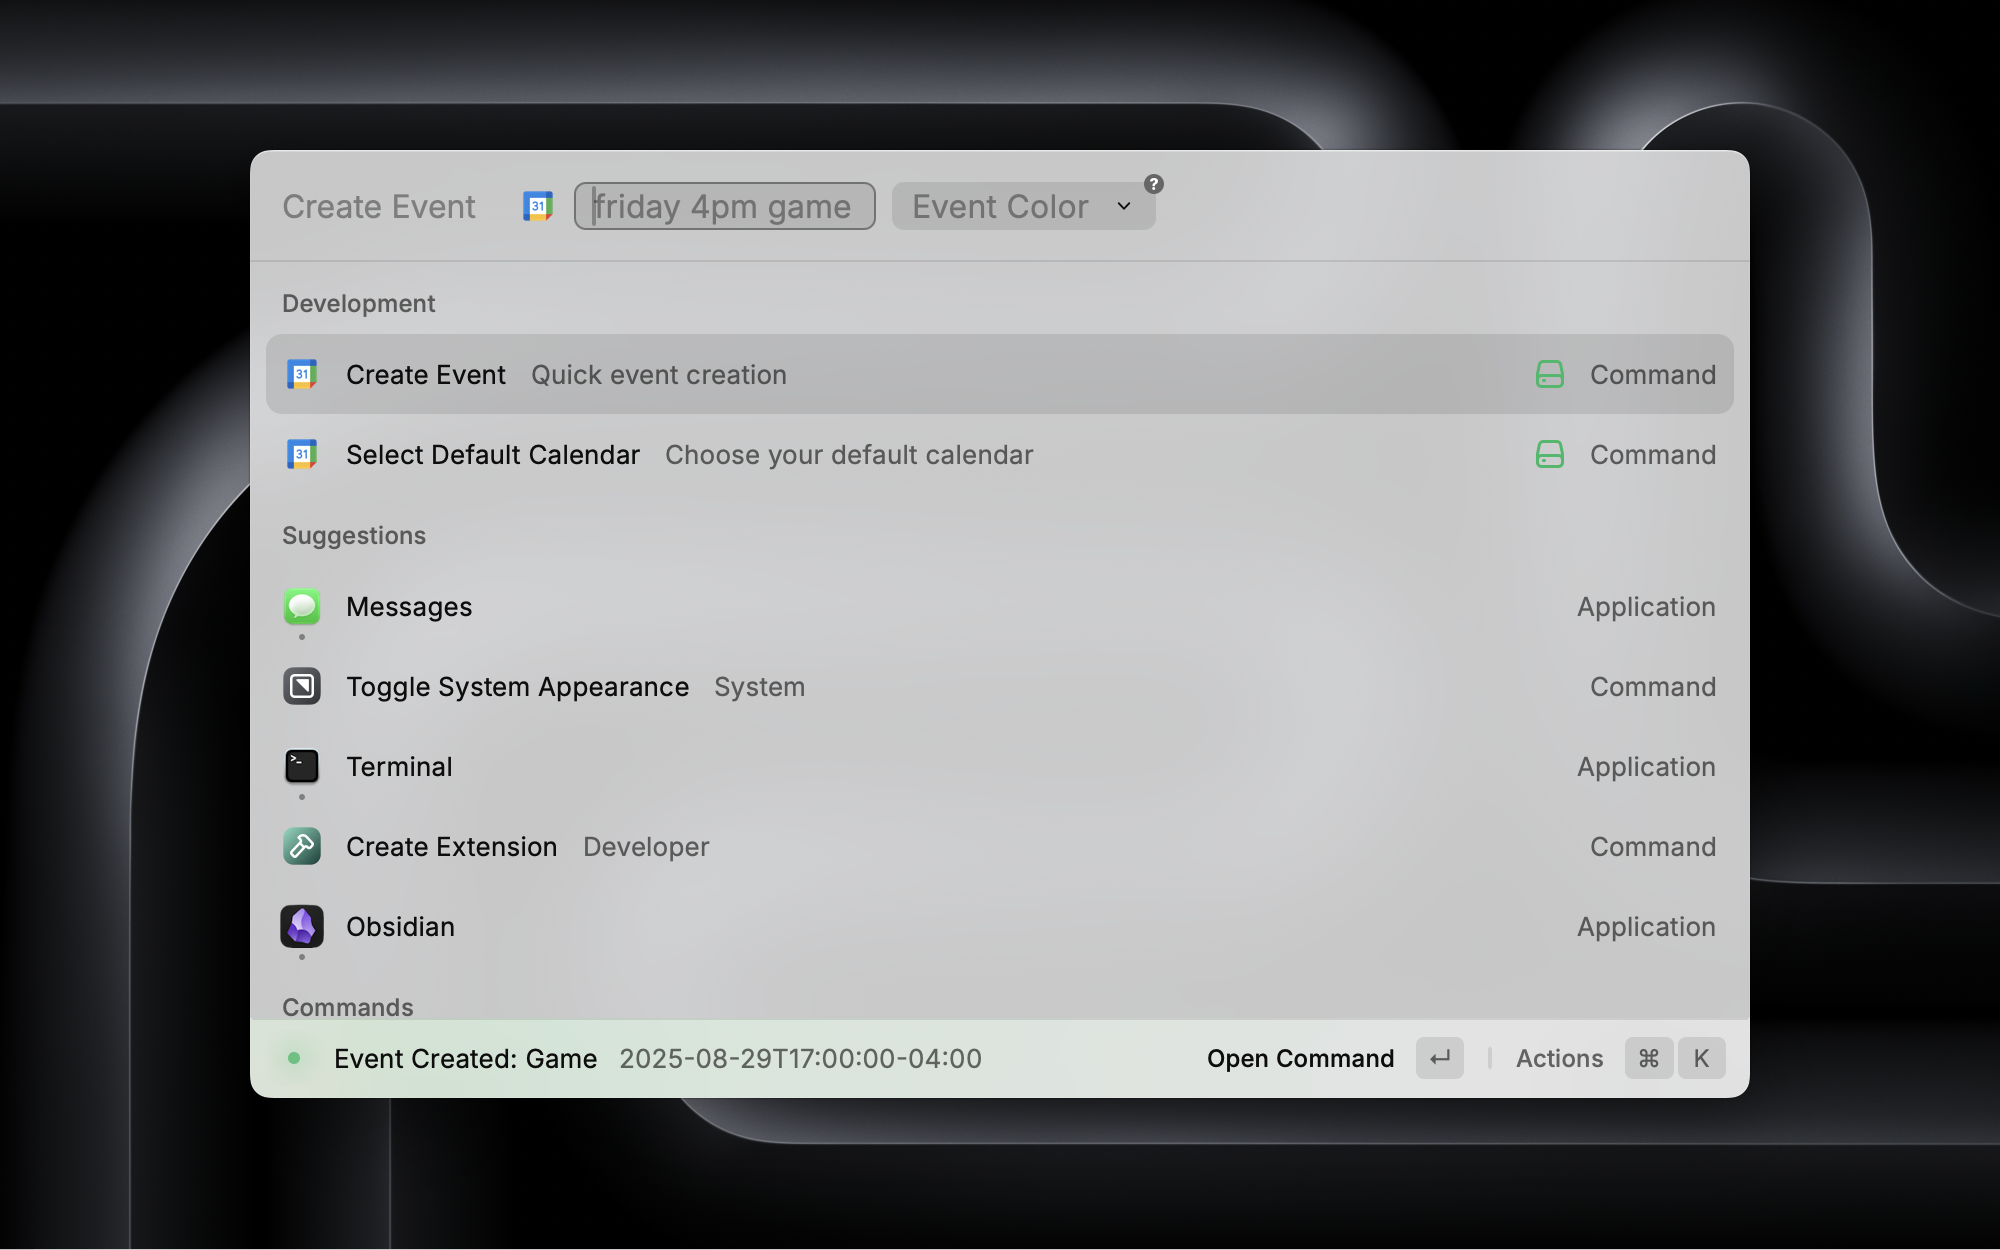 Create Event 31 friday 4pm game Event Color ?
Development
31 Create Event Quick event creation Command
31 Select Default Calendar Choose your default calendar Command
Suggestions
Messages Application
Toggle System Appearance System Command
>_ Terminal Application
Create Extension Developer Command
Obsidian Application
Commands
Event Created: Game 2025-08-29T17:00:00-04:00 Open Command ↵ Actions ⌘ K